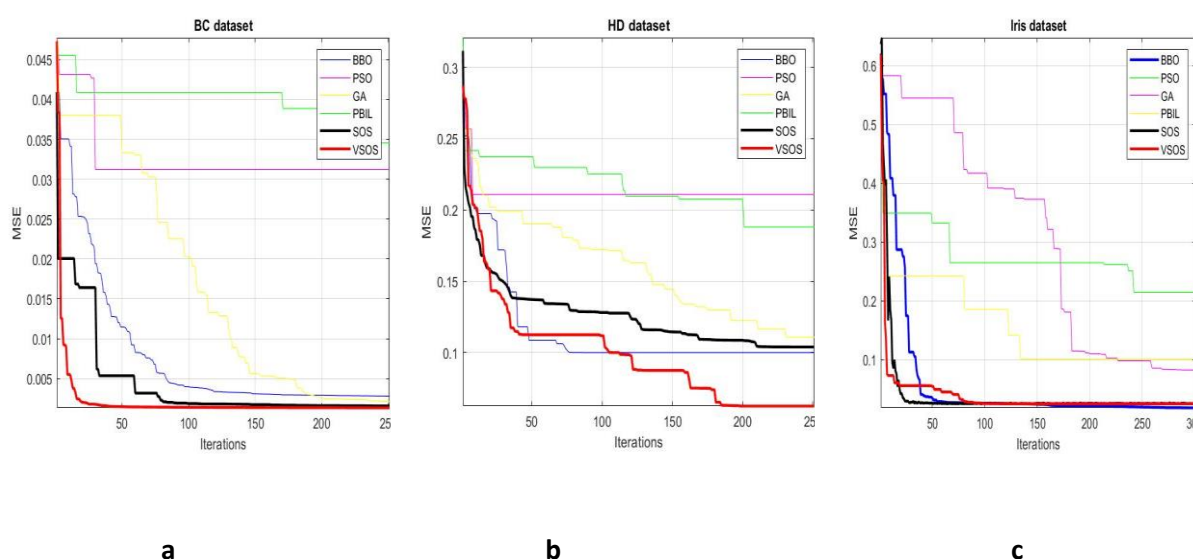 BC dataset
0.045
0.04
0.035
0.03
0.025
0.02
0.015
0.01
0.005
MSE
50
100
150
200
25
Iterations
BBO
PSO
GA
PBIL
SOS
VSOS
HD dataset
0.3
0.25
0.2
0.15
0.1
MSE
50
100
150
200
25
Iterations
BBO
PSO
GA
PBIL
SOS
VSOS
Iris dataset
0.6
0.5
0.4
0.3
0.2
0.1
MSE
50
100
150
200
250
30
Iterations
BBO
PSO
GA
PBIL
SOS
VSOS
a
b
c